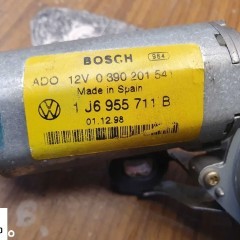 BOSCH
ADO 12V 0 390 201 541
Made in Spain
1 J6 955 711 B
01.12.98